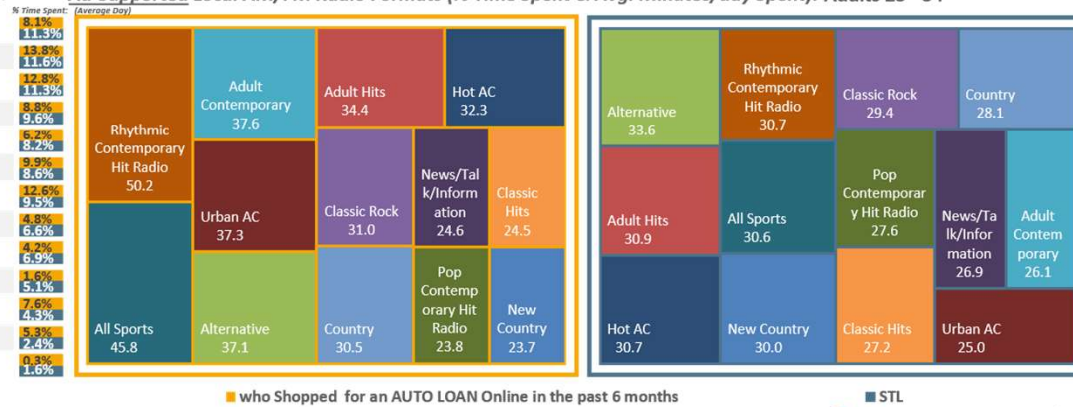 % Time Spent: (Average Day)
8.1%
11.3%
13.8%
11.6%
12.8%
11.3%
8.8%
9.6%
6.2%
8.2%
9.9%
8.6%
12.6%
9.5%
4.8%
6.6%
4.2%
6.9%
1.6%
5.1%
7.6%
4.3%
5.3%
2.4%
0.3%
1.6%
Rhythmic
Contemporary
Hit Radio
50.2
All Sports
45.8
Adult
Contemporary
37.6
Urban AC
37.3
Alternative
37.1
Adult Hits
34.4
Hot AC
32.3
Classic Rock
31.0
Country
30.5
News/Tal
k/Inform
ation
24.6
Classic
Hits
24.5
Pop
Contemp
orary Hit
Radio
23.8
New
Country
23.7
Alternative
33.6
Adult Hits
30.9
Hot AC
30.7
Rhythmic
Contemporary
Hit Radio
30.7
All Sports
30.6
New Country
30.0
Classic Rock
29.4
Country
28.1
Pop
Contemporar
y Hit Radio
27.6
Classic Hits
27.2
News/Ta
lk/Infor
mation
26.9
Adult
Contem
porary
26.1
Urban AC
25.0
who Shopped for an AUTO LOAN Online in the past 6 months
STL